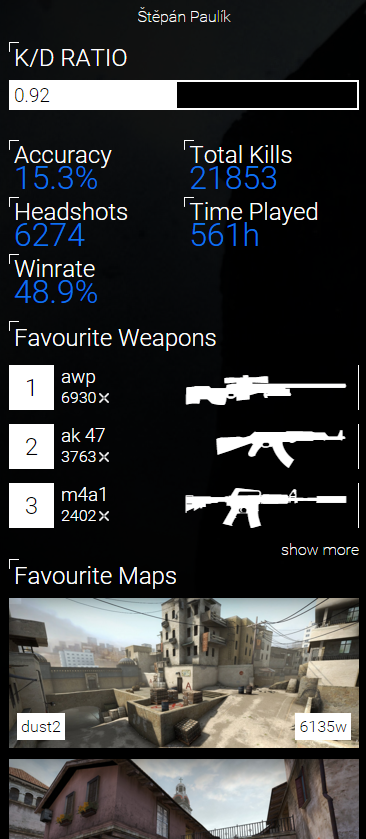 Štěpán Paulík
K/D RATIO
0.92
Accuracy
15.3%
Total Kills
21853
Headshots
6274
Time Played
561h
Winrate
48.9%
Favourite Weapons
1
awp
6930
2
ak 47
3763
3
m4a1
2402
show more
Favourite Maps
dust2
6135w